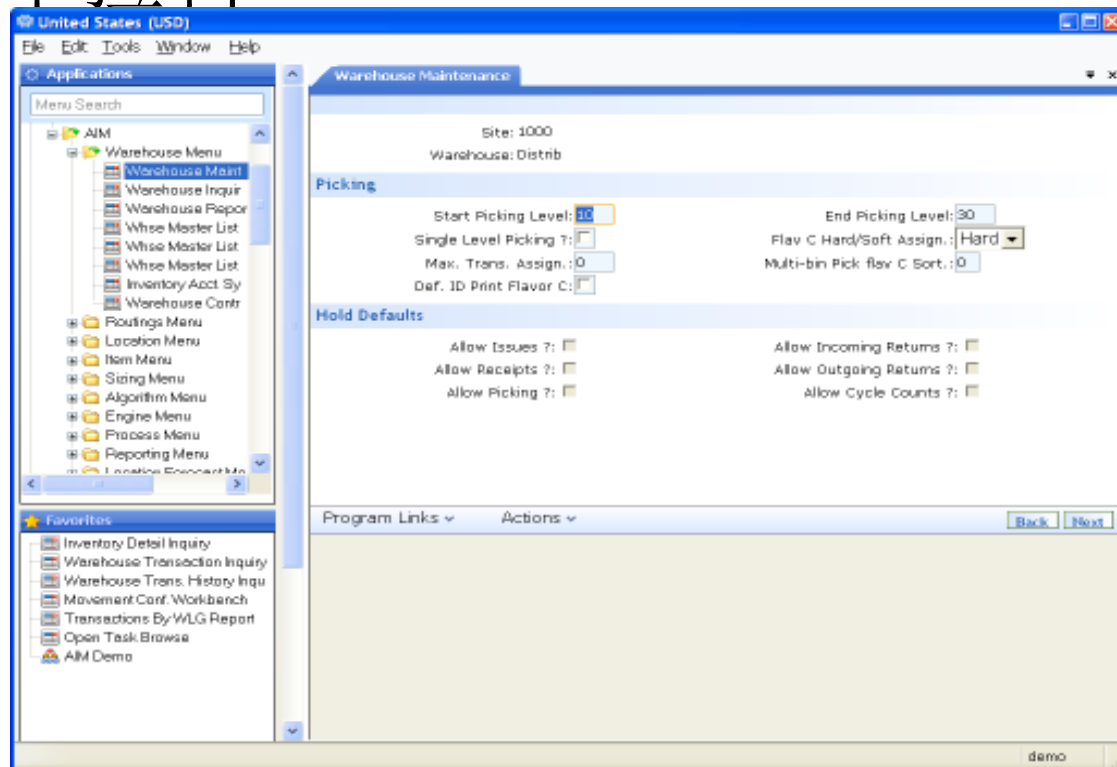 United States (USD)
File Edit Tools Window Help
Applications
Menu Search
AIM
Warehouse Menu
Warehouse Maint
Warehouse Inquir
Warehouse Repor
Whse Master List
Whse Master List
Whse Master List
Inventory Acct Sy
Warehouse Contr
Routings Menu
Location Menu
Item Menu
Sizing Menu
Algorithm Menu
Engine Menu
Process Menu
Reporting Menu
Favorites
Inventory Detail Inquiry
Warehouse Transaction Inquiry
Warehouse Trans. History Inqu
Movement Conf. Workbench
Transactions By WLG Report
Open Task Browse
AIM Demo
Warehouse Maintenance
Site: 1000
Warehouse: Distrib
Picking
Start Picking Level: 10 End Picking Level: 30
Single Level Picking ?: Flav C Hard/Soft Assign.: Hard
Max. Trans. Assign.: 0 Multi-bin Pick flav C Sort.: 0
Def. ID Print Flavor C:
Hold Defaults
Allow Issues ?: Allow Incoming Returns ?:
Allow Receipts ?: Allow Outgoing Returns ?:
Allow Picking ?: Allow Cycle Counts ?:
Program Links Actions Back Next
demo